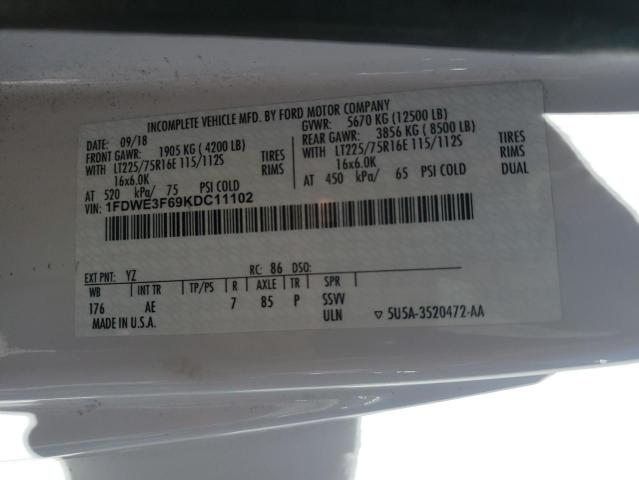 INCOMPLETE VEHICLE MFD. BY FORD MOTOR COMPANY
DATE: 09/18 GVWR: 5670 KG (12500 LB)
FRONT GAWR: 1905 KG (4200 LB) REAR GAWR: 3856 KG (8500 LB)
WITH LT225/75R16E 115/112S TIRES WITH LT225/75R16E 115/112S TIRES
16x6.0K RIMS 16x6.0K RIMS
AT 520 kPa/ 75 PSI COLD AT 450 kPa/ 65 PSI COLD DUAL
VIN: 1FDWE3F69KDC11102
EXT PNT: YZ RC: 86 DSO:
WB INT TR TP/PS R AXLE TR SPR
176 AE 7 85 P SSVV
MADE IN U.S.A. ULN ▽ 5U5A-3520472-AA